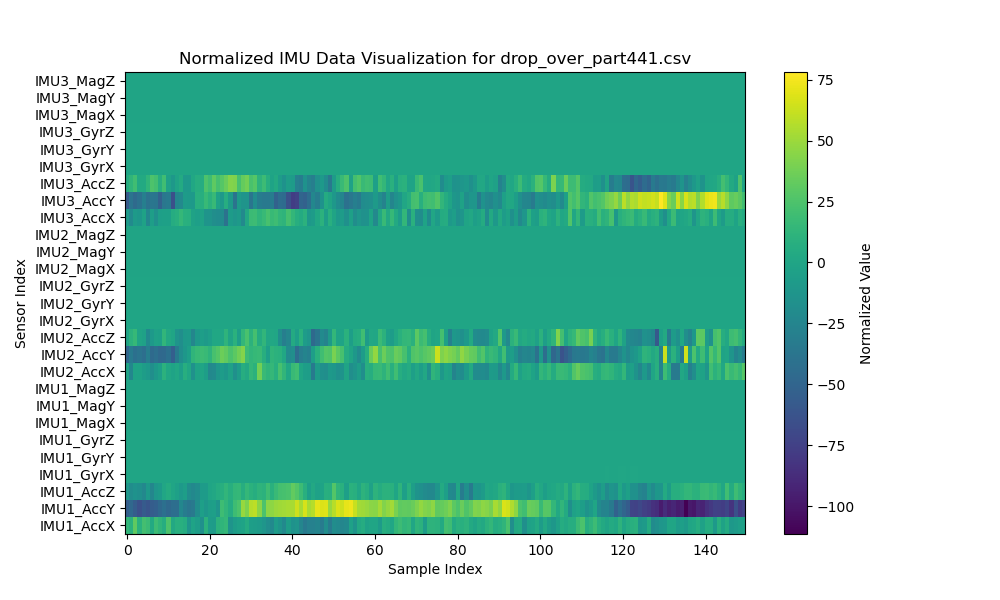 Normalized IMU Data Visualization for drop_over_part441.csv
IMU3_MagZ
IMU3_MagY
IMU3_MagX
IMU3_GyrZ
IMU3_GyrY
IMU3_GyrX
IMU3_AccZ
IMU3_AccY
IMU3_AccX
IMU2_MagZ
IMU2_MagY
IMU2_MagX
IMU2_GyrZ
IMU2_GyrY
IMU2_GyrX
IMU2_AccZ
IMU2_AccY
IMU2_AccX
IMU1_MagZ
IMU1_MagY
IMU1_MagX
IMU1_GyrZ
IMU1_GyrY
IMU1_GyrX
IMU1_AccZ
IMU1_AccY
IMU1_AccX
Sensor Index
0 20 40 60 80 100 120 140
Sample Index
75
50
25
0
−25
−50
−75
−100
Normalized Value